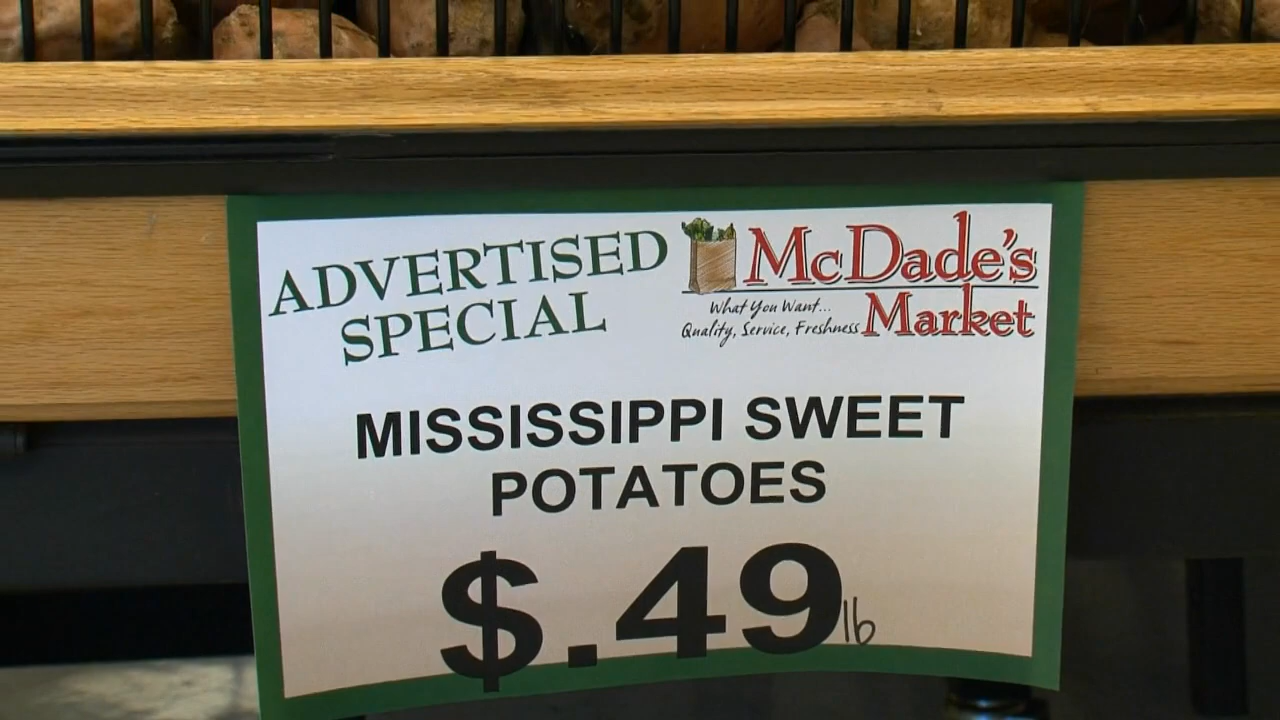 ADVERTISED
SPECIAL
McDade's
Market
What You Want...
Quality, Service, Freshness
MISSISSIPPI SWEET
POTATOES
$.49 lb